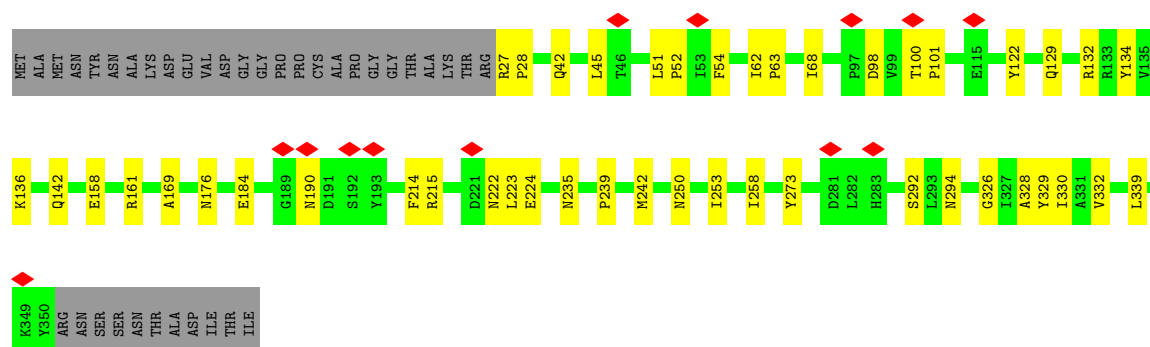 MET ALA MET ASN TYR ASN ALA LYS ASP GLU VAL ASP GLY GLY PRO PRO CYS ALA PRO GLY GLY THR ALA LYS THR ARG R27 P28 Q42 L45 T46 L51 P52 I53 F54 I62 P63 I68 P97 D98 V99 T100 P101 E115 Y122 Q129 R132 R133 Y134 V135
K136 Q142 E158 R161 A169 N176 E184 G189 N190 D191 S192 Y193 F214 R215 D221 N222 L223 E224 N235 P239 M242 N250 I253 I258 Y273 D281 L282 H283 S292 L293 N294 G326 I327 A328 Y329 I330 A331 V332 L339
K349 Y350 ARG ASN SER SER ASN THR ALA ASP ILE THR ILE